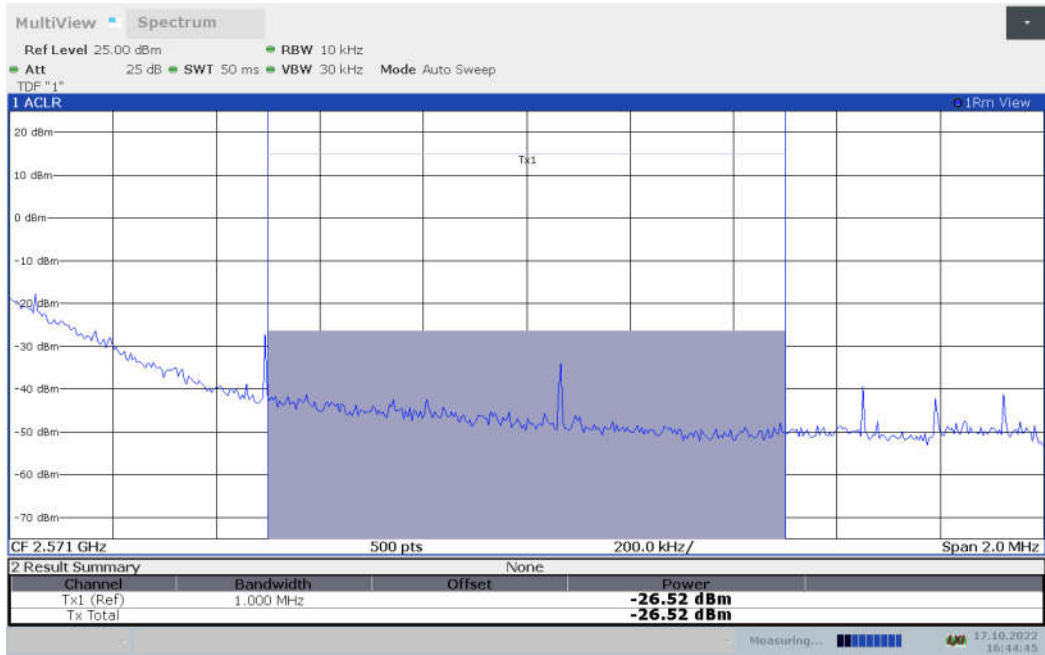 MultiView Spectrum
Ref Level 25.00 dBm RBW 10 kHz
Att 25 dB SWT 50 ms VBW 30 kHz Mode Auto Sweep
TDF "1"
1 ACLR 1Rm View
20 dBm
Tx1
10 dBm
0 dBm
-10 dBm
-20 dBm
-30 dBm
-40 dBm
-50 dBm
-60 dBm
-70 dBm
CF 2.571 GHz 500 pts 200.0 kHz/ Span 2.0 MHz
2 Result Summary None
Channel Bandwidth Offset Power
Tx1 (Ref) 1.000 MHz -26.52 dBm
Tx Total -26.52 dBm
Measuring... LXI 17.10.2022
16:44:45